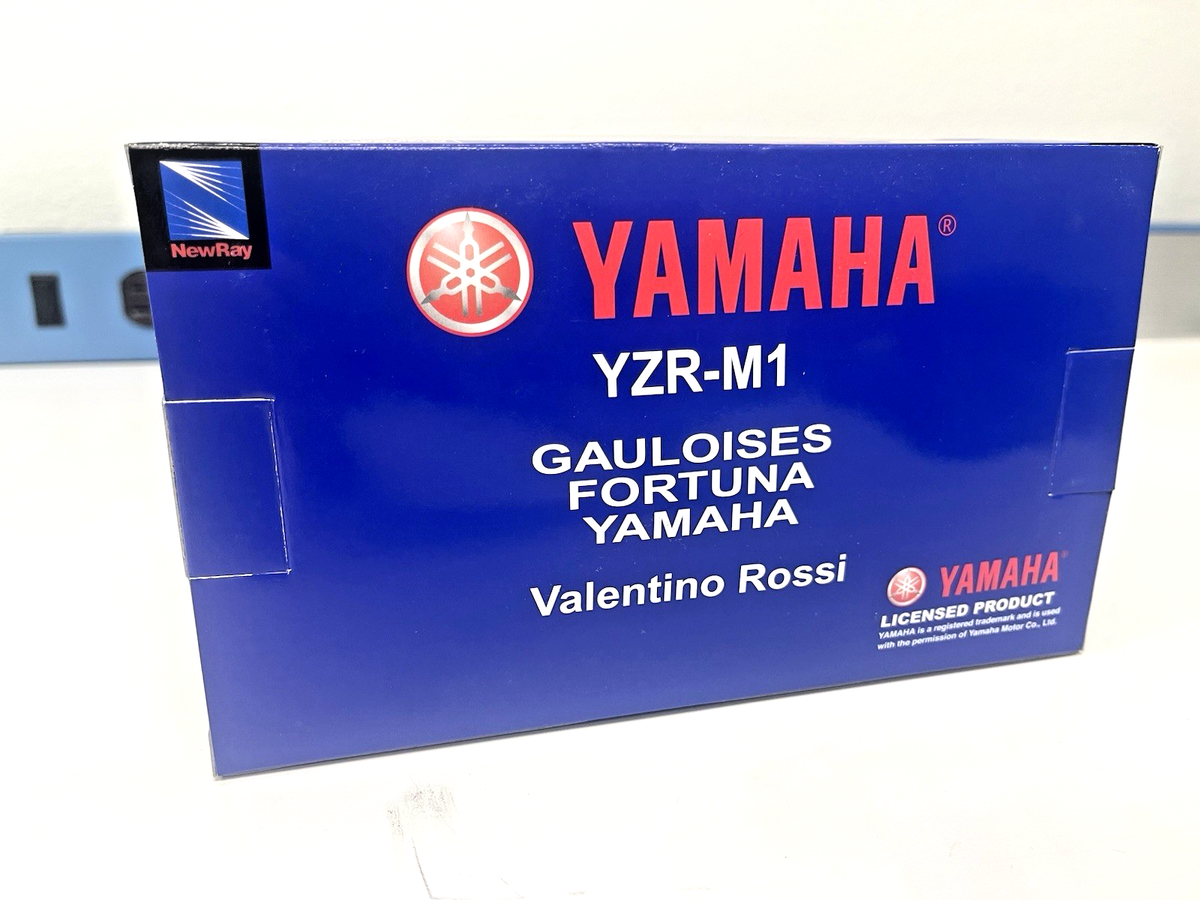 NewRay
YAMAHA®
YZR-M1
GAULOISES
FORTUNA
YAMAHA
Valentino Rossi
YAMAHA®
LICENSED PRODUCT
YAMAHA is a registered trademark and is used
with the permission of Yamaha Motor Co., Ltd.